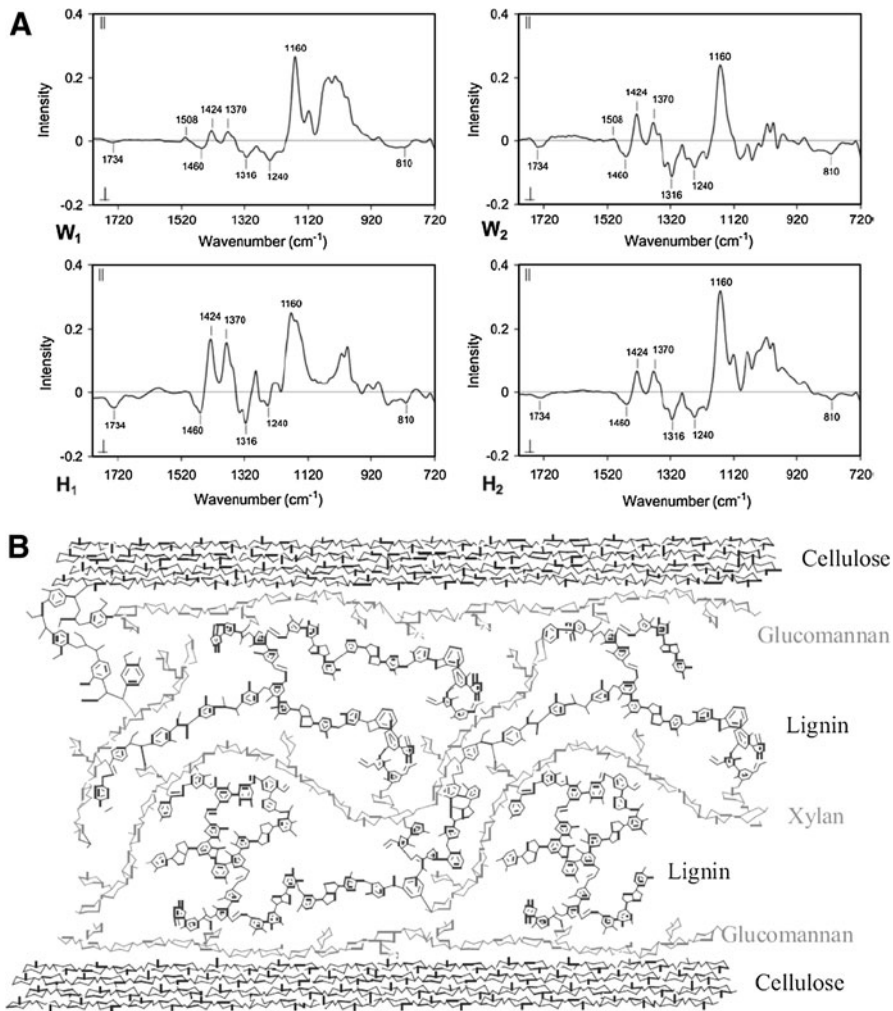 A
||
||
0.4
0.2
0
-0.2
Intensity
1734
1508
1460
1424
1370
1316
1240
1160
810
⊥
1720 1520 1320 1120 920 720
W1
Wavenumber (cm-1)
0.4
0.2
0
-0.2
Intensity
1734
1508
1460
1424
1370
1316
1240
1160
810
⊥
1720 1520 1320 1120 920 720
W2
Wavenumber (cm-1)
||
0.4
0.2
0
-0.2
Intensity
1734
1460
1424
1370
1316
1240
1160
810
⊥
1720 1520 1320 1120 920 720
H1
Wavenumber (cm-1)
||
0.4
0.2
0
-0.2
Intensity
1734
1460
1424
1370
1316
1240
1160
810
⊥
1720 1520 1320 1120 920 720
H2
Wavenumber (cm-1)
B
Cellulose
Glucomannan
Lignin
Xylan
Lignin
Glucomannan
Cellulose